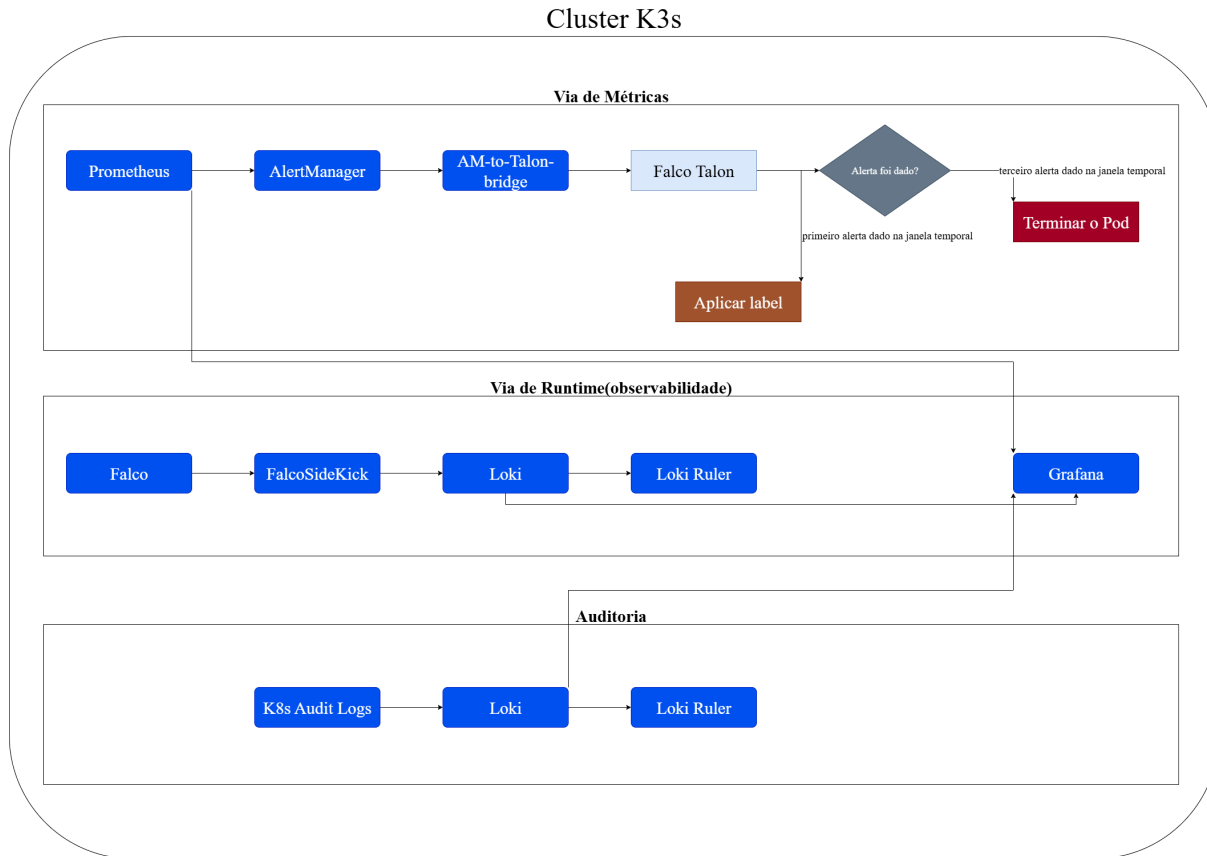 Cluster K3s
Via de Métricas
Prometheus
AlertManager
AM-to-Talon-
bridge
Falco Talon
Alerta foi dado?
terceiro alerta dado na janela temporal
Terminar o Pod
primeiro alerta dado na janela temporal
Aplicar label
Via de Runtime(observabilidade)
Falco
FalcoSideKick
Loki
Loki Ruler
Grafana
Auditoria
K8s Audit Logs
Loki
Loki Ruler